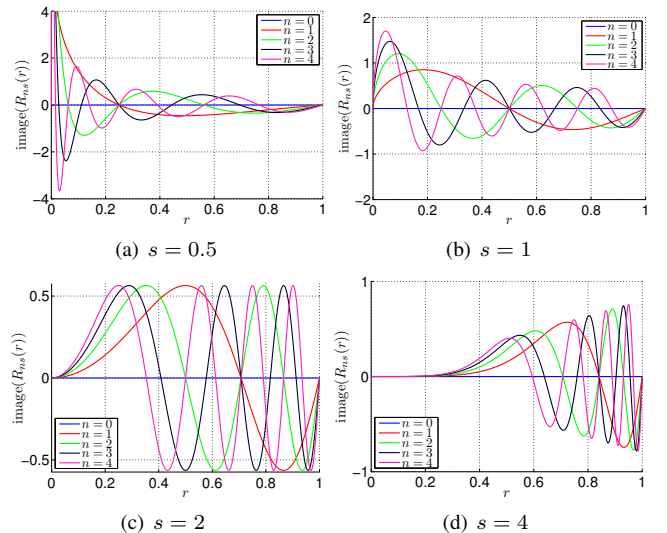 4
2
0
−2
−4
0 0.2 0.4 0.6 0.8 1
r
image(R_ns(r))
n = 0
n = 1
n = 2
n = 3
n = 4
(a) s = 0.5
2
1
0
−1
−2
0 0.2 0.4 0.6 0.8 1
r
image(R_ns(r))
n = 0
n = 1
n = 2
n = 3
n = 4
(b) s = 1
0.5
0
−0.5
0 0.2 0.4 0.6 0.8 1
r
image(R_ns(r))
n = 0
n = 1
n = 2
n = 3
n = 4
(c) s = 2
1
0
−1
0 0.2 0.4 0.6 0.8 1
r
image(R_ns(r))
n = 0
n = 1
n = 2
n = 3
n = 4
(d) s = 4